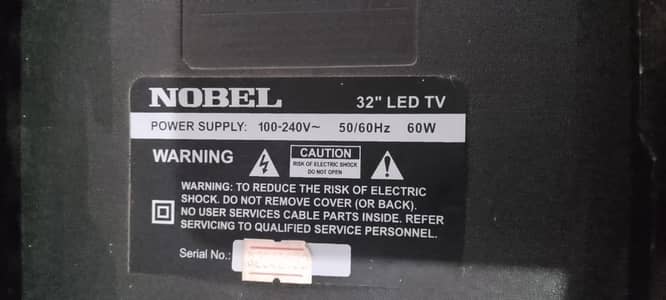 NOBEL 32" LED TV
POWER SUPPLY: 100-240V~ 50/60Hz 60W
WARNING
CAUTION
RISK OF ELECTRIC SHOCK
DO NOT OPEN
WARNING: TO REDUCE THE RISK OF ELECTRIC
SHOCK. DO NOT REMOVE COVER (OR BACK).
NO USER SERVICES CABLE PARTS INSIDE. REFER
SERVICING TO QUALIFIED SERVICE PERSONNEL.
Serial No.: